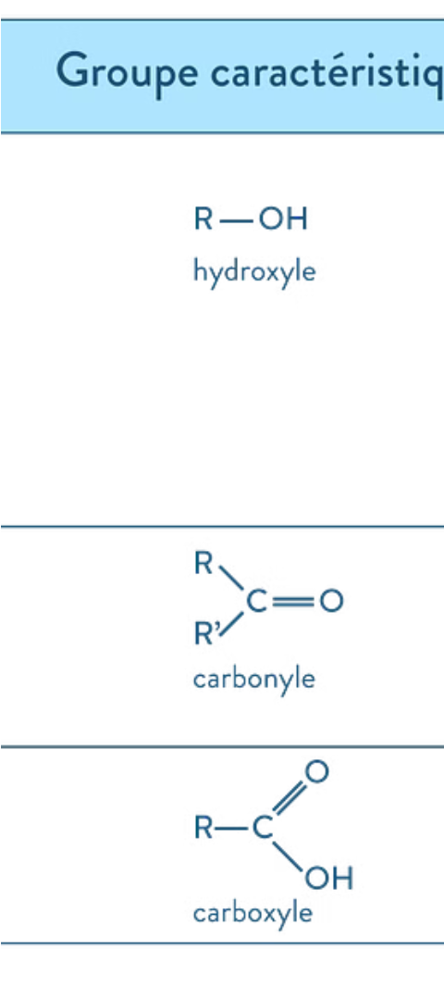 Groupe caractéristiq
R—OH
hydroxyle
R
C=O
R’
carbonyle
O
R—C
OH
carboxyle